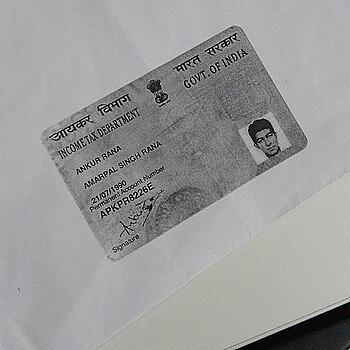 आयकर विभाग
INCOME TAX DEPARTMENT
भारत सरकार
GOVT. OF INDIA
ANKUR RANA
AMARPAL SINGH RANA
21/07/1990
Permanent Account Number
APKPR8226E
Signature